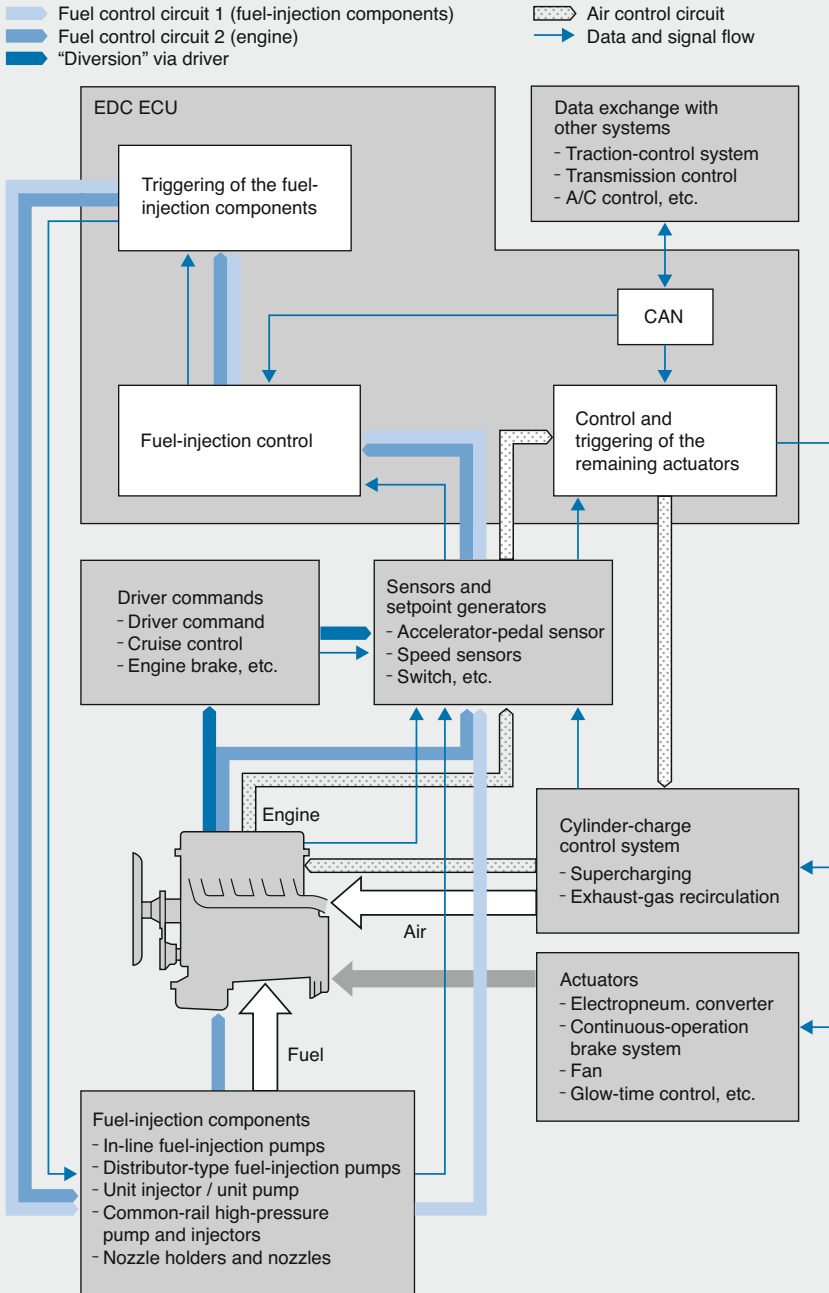 Fuel control circuit 1 (fuel-injection components)
Fuel control circuit 2 (engine)
“Diversion” via driver
Air control circuit
Data and signal flow
EDC ECU
Triggering of the fuel-
injection components
Data exchange with
other systems
- Traction-control system
- Transmission control
- A/C control, etc.
CAN
Fuel-injection control
Control and
triggering of the
remaining actuators
Driver commands
- Driver command
- Cruise control
- Engine brake, etc.
Sensors and
setpoint generators
- Accelerator-pedal sensor
- Speed sensors
- Switch, etc.
Engine
Cylinder-charge
control system
- Supercharging
- Exhaust-gas recirculation
Air
Actuators
- Electropneum. converter
- Continuous-operation
brake system
- Fan
- Glow-time control, etc.
Fuel
Fuel-injection components
- In-line fuel-injection pumps
- Distributor-type fuel-injection pumps
- Unit injector / unit pump
- Common-rail high-pressure
pump and injectors
- Nozzle holders and nozzles